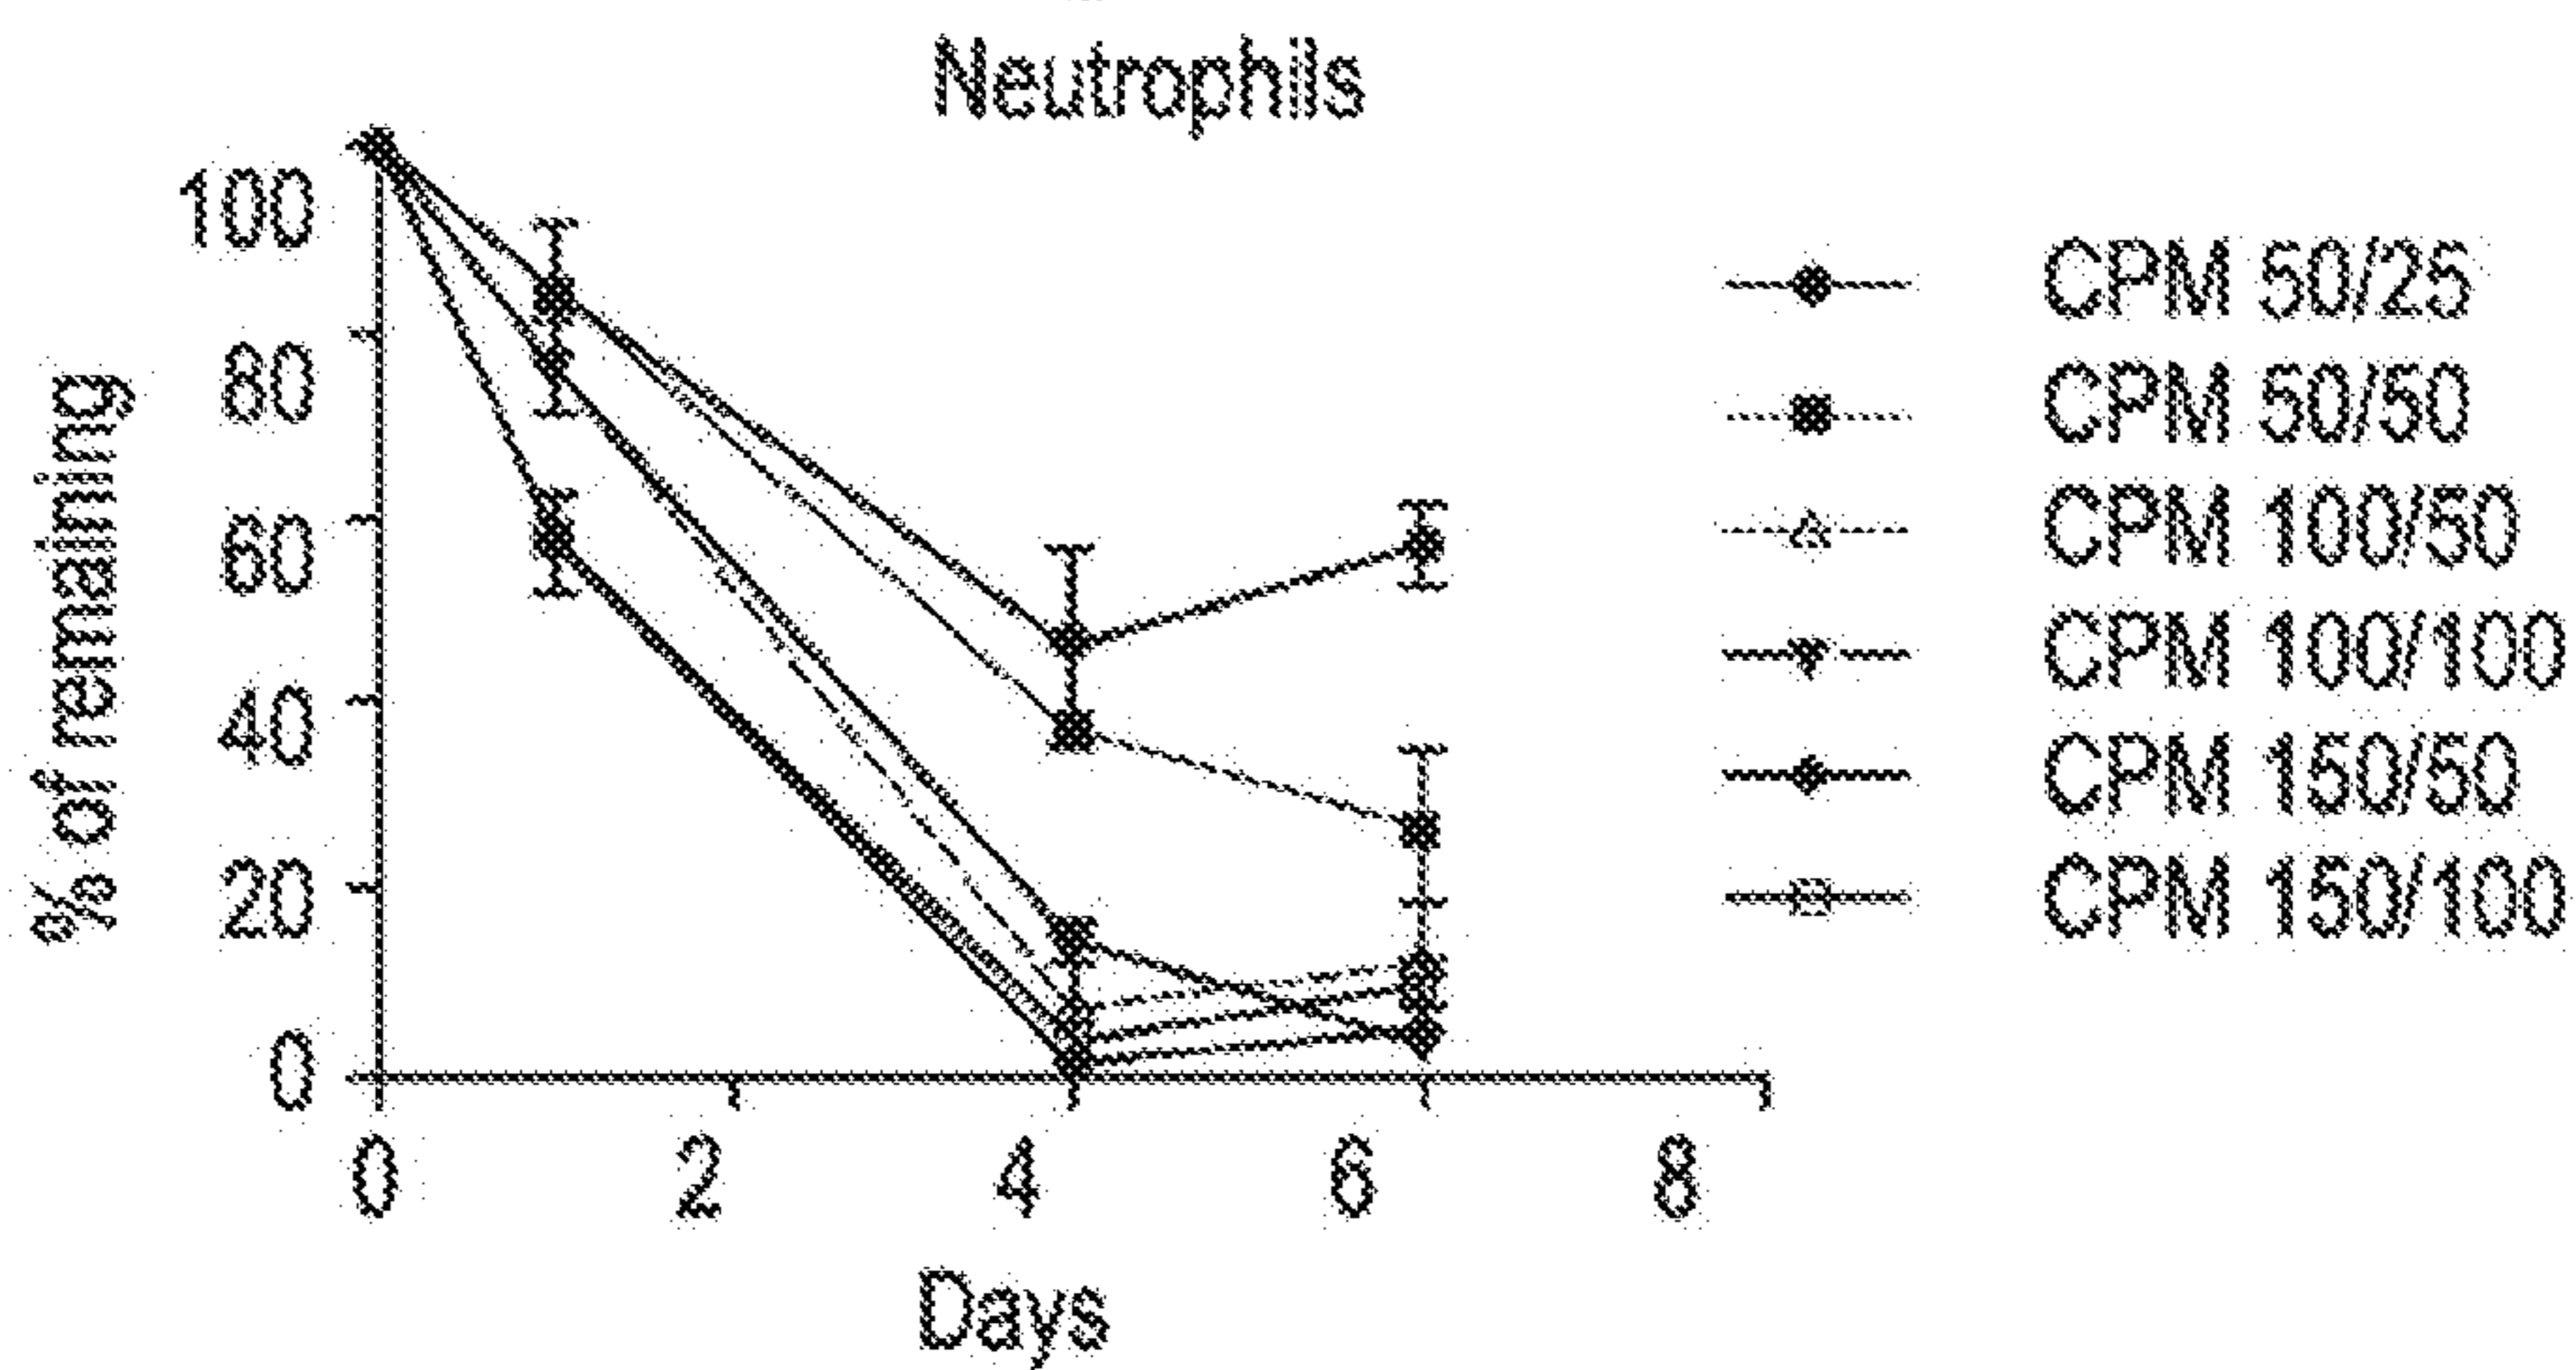 Neutrophils
% of remaining
100
80
60
40
20
0
0 2 4 6 8
Days
CPM 50/25
CPM 50/50
CPM 100/50
CPM 100/100
CPM 150/50
CPM 150/100